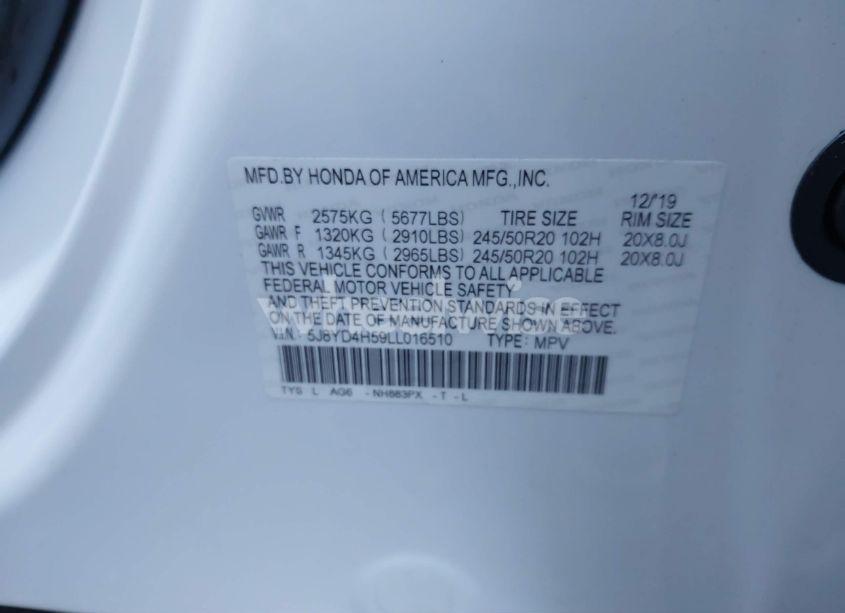 MFD.BY HONDA OF AMERICA MFG.,INC.
12/'19
GVWR 2575KG ( 5677LBS) TIRE SIZE RIM SIZE
GAWR F 1320KG ( 2910LBS) 245/50R20 102H 20X8.0J
GAWR R 1345KG ( 2965LBS) 245/50R20 102H 20X8.0J
THIS VEHICLE CONFORMS TO ALL APPLICABLE
FEDERAL MOTOR VEHICLE SAFETY
AND THEFT PREVENTION STANDARDS IN EFFECT
ON THE DATE OF MANUFACTURE SHOWN ABOVE.
V.I.N.: 5J8YD4H59LL016510 TYPE: MPV
TYS L AG6 -NH883PX -T -L